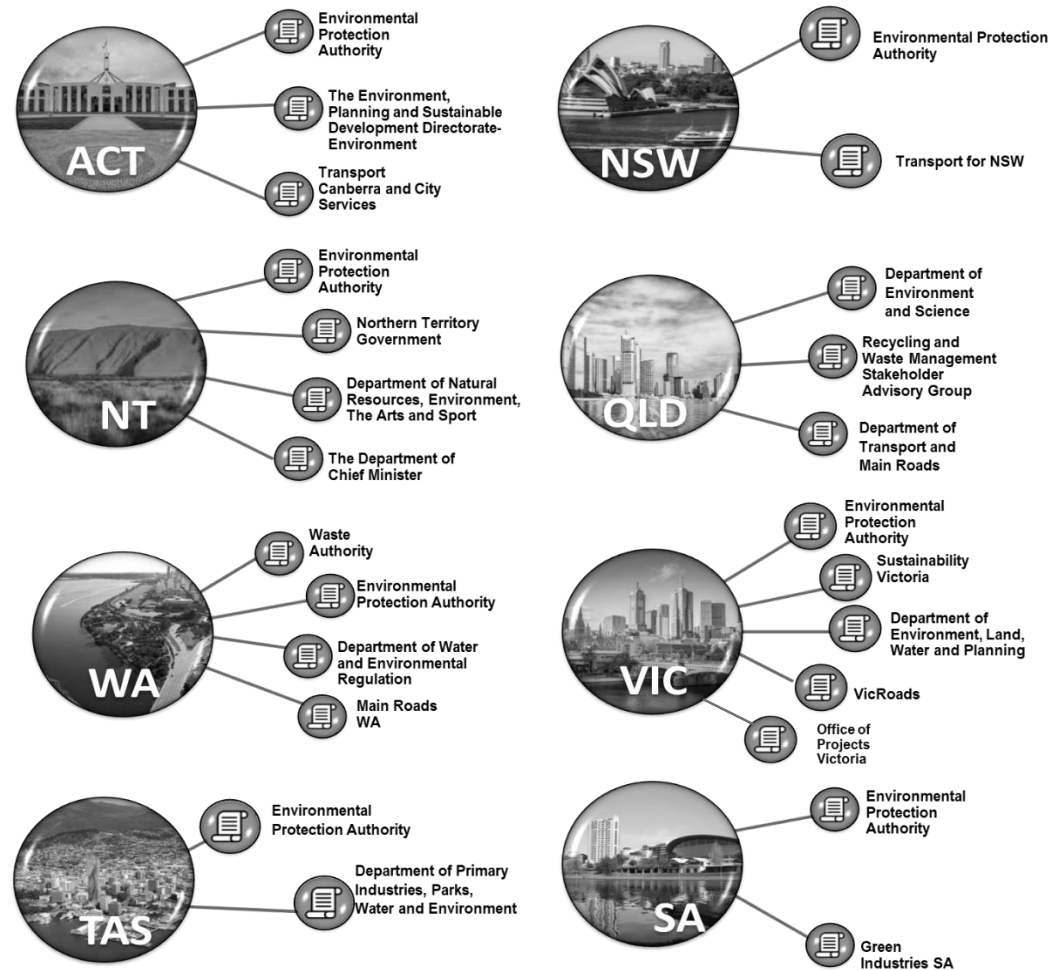 ACT
Environmental
Protection
Authority
The Environment,
Planning and Sustainable
Development Directorate-
Environment
Transport
Canberra and City
Services
NSW
Environmental Protection
Authority
Transport for NSW
NT
Environmental
Protection
Authority
Northern Territory
Government
Department of Natural
Resources, Environment,
The Arts and Sport
The Department of
Chief Minister
QLD
Department of
Environment
and Science
Recycling and
Waste Management
Stakeholder
Advisory Group
Department of
Transport and
Main Roads
WA
Waste
Authority
Environmental
Protection Authority
Department of Water
and Environmental
Regulation
Main Roads
WA
VIC
Environmental
Protection
Authority
Sustainability
Victoria
Department of
Environment, Land,
Water and Planning
VicRoads
Office of
Projects
Victoria
TAS
Environmental
Protection Authority
Department of Primary
Industries, Parks,
Water and Environment
SA
Environmental
Protection
Authority
Green
Industries SA